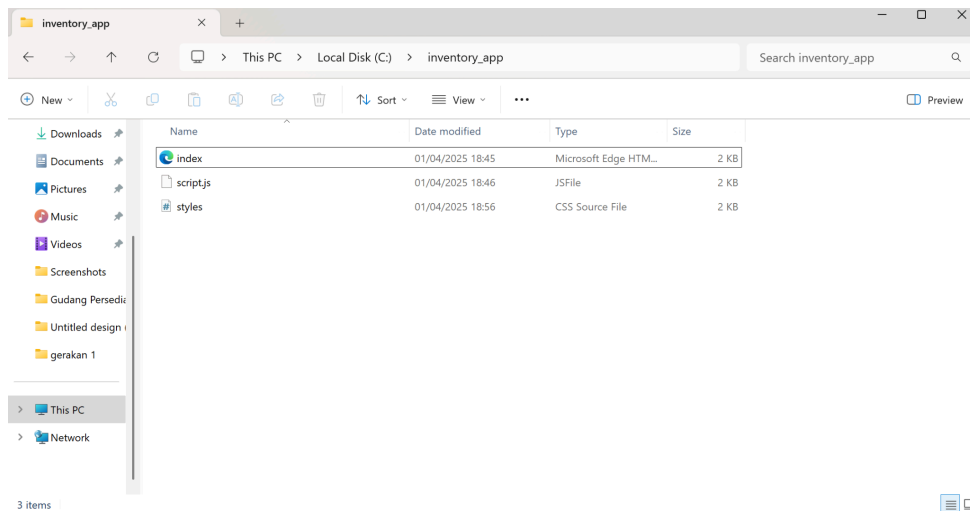 inventory_app
This PC > Local Disk (C:) > inventory_app
Search inventory_app
New
Sort
View
Preview
Downloads
Documents
Pictures
Music
Videos
Screenshots
Gudang Persedia
Untitled design (
gerakan 1
This PC
Network
Name Date modified Type Size
index 01/04/2025 18:45 Microsoft Edge HTM... 2 KB
script.js 01/04/2025 18:46 JSFile 2 KB
styles 01/04/2025 18:56 CSS Source File 2 KB
3 items